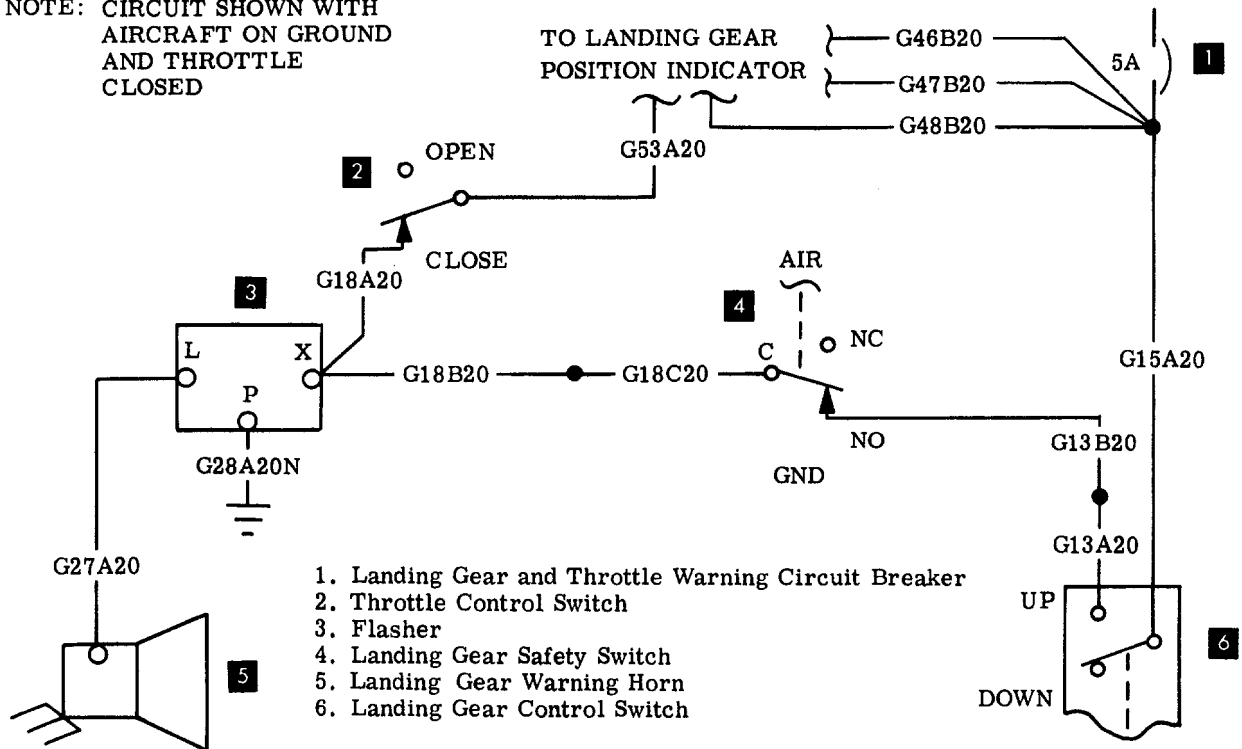 NOTE: CIRCUIT SHOWN WITH
AIRCRAFT ON GROUND
AND THROTTLE
CLOSED
TO LANDING GEAR
POSITION INDICATOR
G46B20
G47B20
G48B20
5A
1
G53A20
2
OPEN
CLOSE
G18A20
3
L
X
P
G18B20
G18C20
4
AIR
C
NC
NO
GND
G15A20
G13B20
G13A20
G28A20N
G27A20
5
UP
DOWN
6
1. Landing Gear and Throttle Warning Circuit Breaker
2. Throttle Control Switch
3. Flasher
4. Landing Gear Safety Switch
5. Landing Gear Warning Horn
6. Landing Gear Control Switch